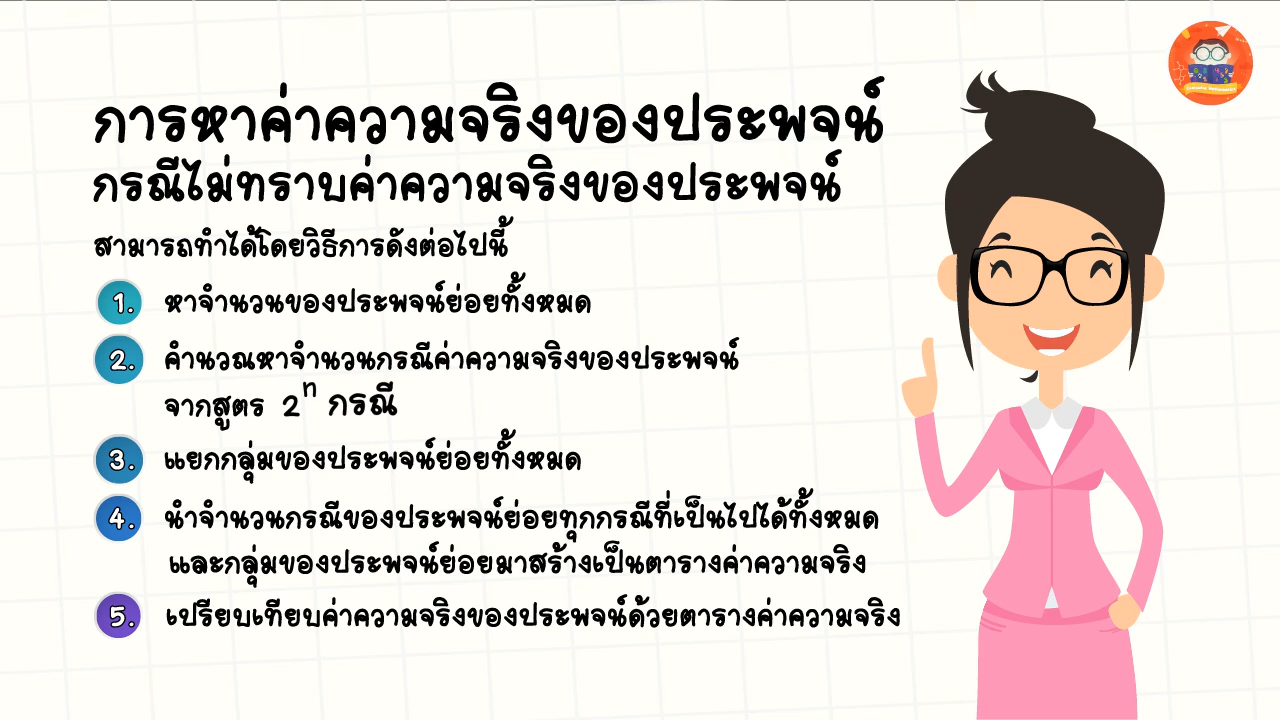 การหาค่าความจริงของประพจน์
กรณีไม่ทราบค่าความจริงของประพจน์
สามารถทำได้โดยวิธีการดังต่อไปนี้
1. หาจำนวนของประพจน์ย่อยทั้งหมด
2. คำนวณหาจำนวนกรณีค่าความจริงของประพจน์
จากสูตร 2ⁿ กรณี
3. แยกกลุ่มของประพจน์ย่อยทั้งหมด
4. นำจำนวนกรณีของประพจน์ย่อยทุกกรณีที่เป็นไปได้ทั้งหมด
และกลุ่มของประพจน์ย่อยมาสร้างเป็นตารางค่าความจริง
5. เปรียบเทียบค่าความจริงของประพจน์ด้วยตารางค่าความจริง